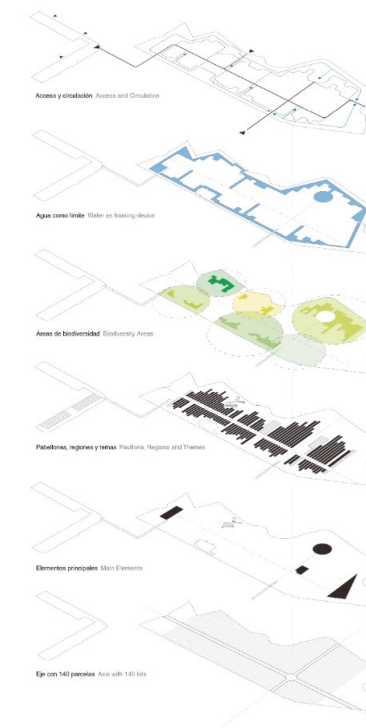 Acceso y circulación Access and Circulation
Agua como límite Water as framing device
Áreas de biodiversidad Biodiversity Areas
Pabellones, regiones y temas Pavilions, Regions and Themes
Elementos principales Main Elements
Eje con 140 parcelas Axis with 140 lots